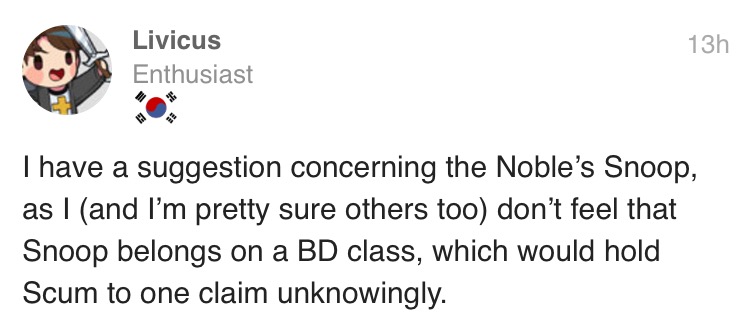 Livicus
13h
Enthusiast
I have a suggestion concerning the Noble’s Snoop,
as I (and I’m pretty sure others too) don’t feel that
Snoop belongs on a BD class, which would hold
Scum to one claim unknowingly.